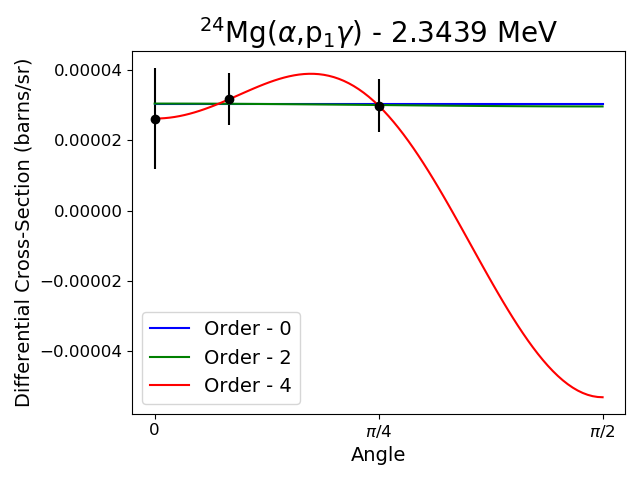 ²⁴Mg(α,p₁γ) - 2.3439 MeV
Differential Cross-Section (barns/sr)
0.00004
0.00002
0.00000
−0.00002
−0.00004
Order - 0
Order - 2
Order - 4
0
π/4
π/2
Angle